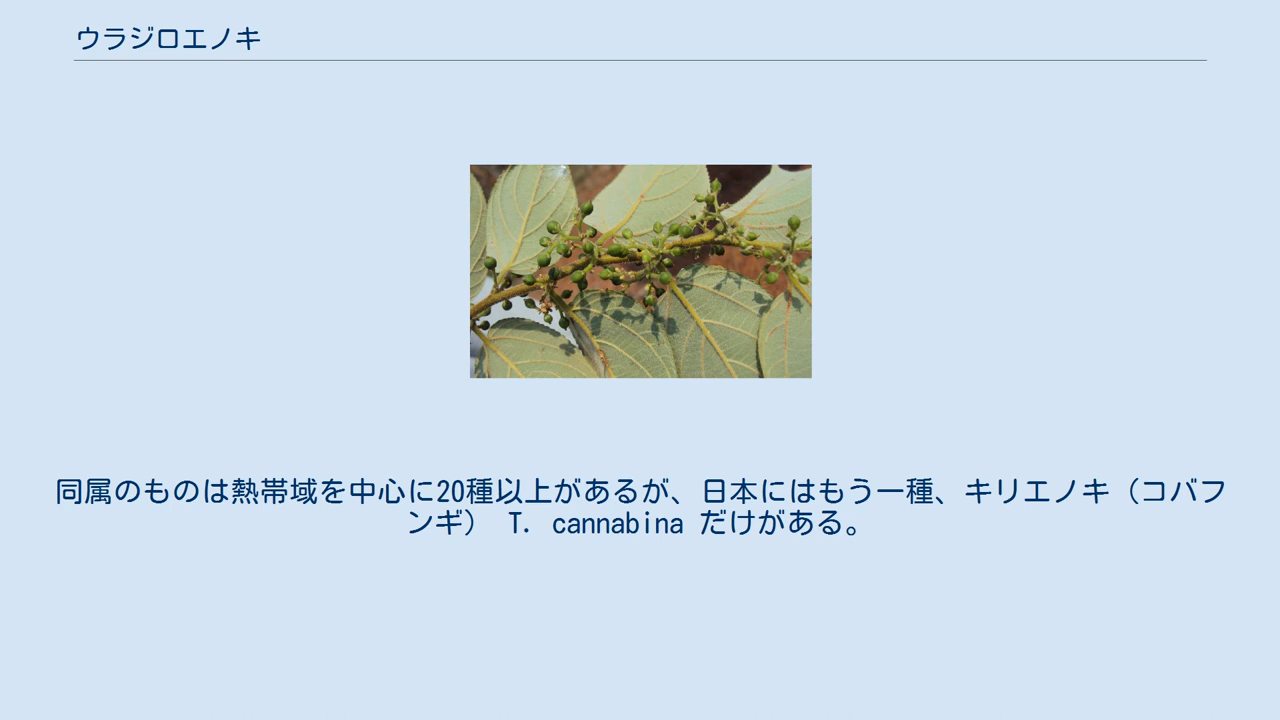 ウラジロエノキ
同属のものは熱帯域を中心に20種以上があるが、日本にはもう一種、キリエノキ（コバフ
ンギ） T. cannabina だけがある。